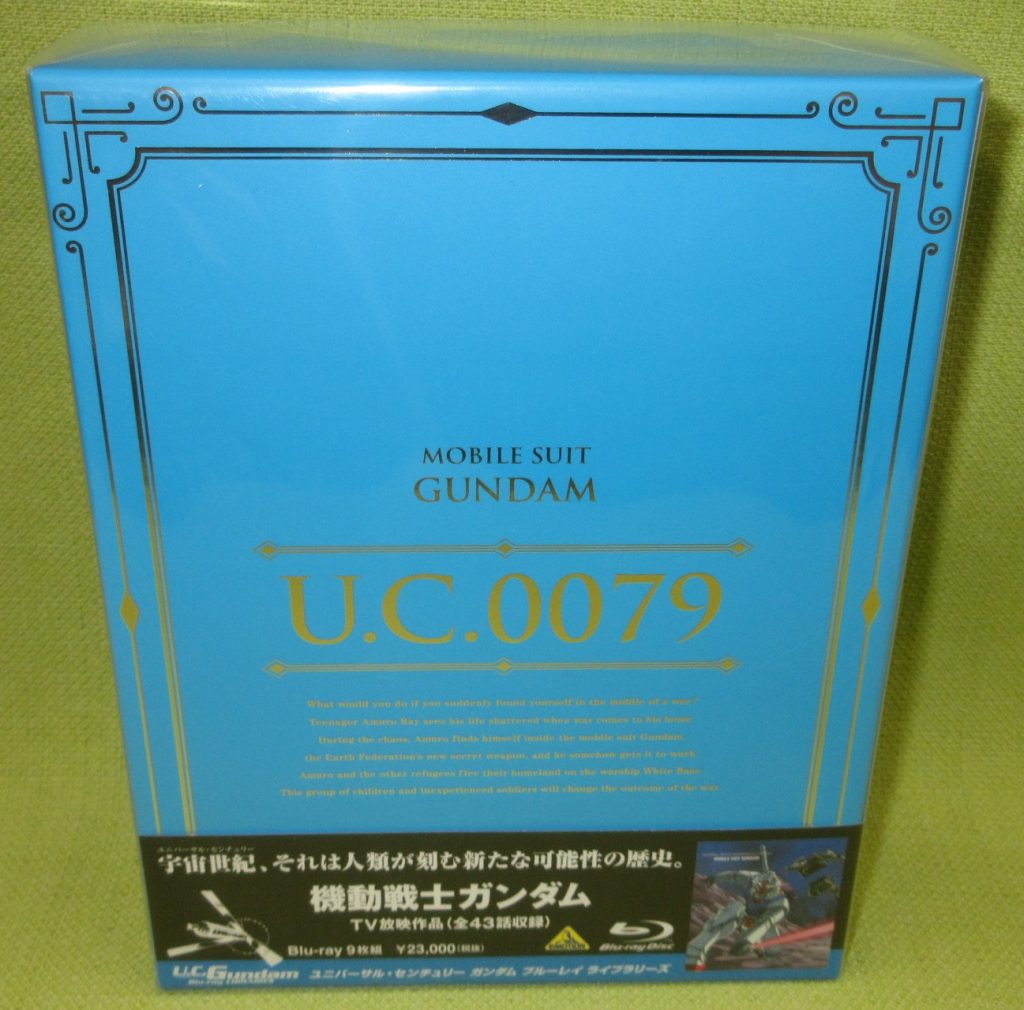 MOBILE SUIT
GUNDAM
U.C.0079
What would you do if you suddenly found yourself in the middle of a war?
Teenager Amuro Ray sees his life shattered when war comes to his home.
During the chaos, Amuro finds himself inside the mobile suit Gundam,
the Earth Federation's new secret weapon, and he somehow gets it to work.
Amuro and the other refugees flee their homeland on the warship White Base.
This group of children and inexperienced soldiers will change the outcome of the war.
ユニバーサル・センチュリー
宇宙世紀、それは人類が刻む新たな可能性の歴史。
機動戦士ガンダム
TV放映作品(全43話収録)
Blu-ray 9枚組 ¥23,000(税抜)
EMOTION
Blu-ray Disc
MOBILE SUIT GUNDAM
U.C.Gundam
Blu-ray LIBRARIES
ユニバーサル・センチュリー ガンダム ブルーレイ ライブラリーズ